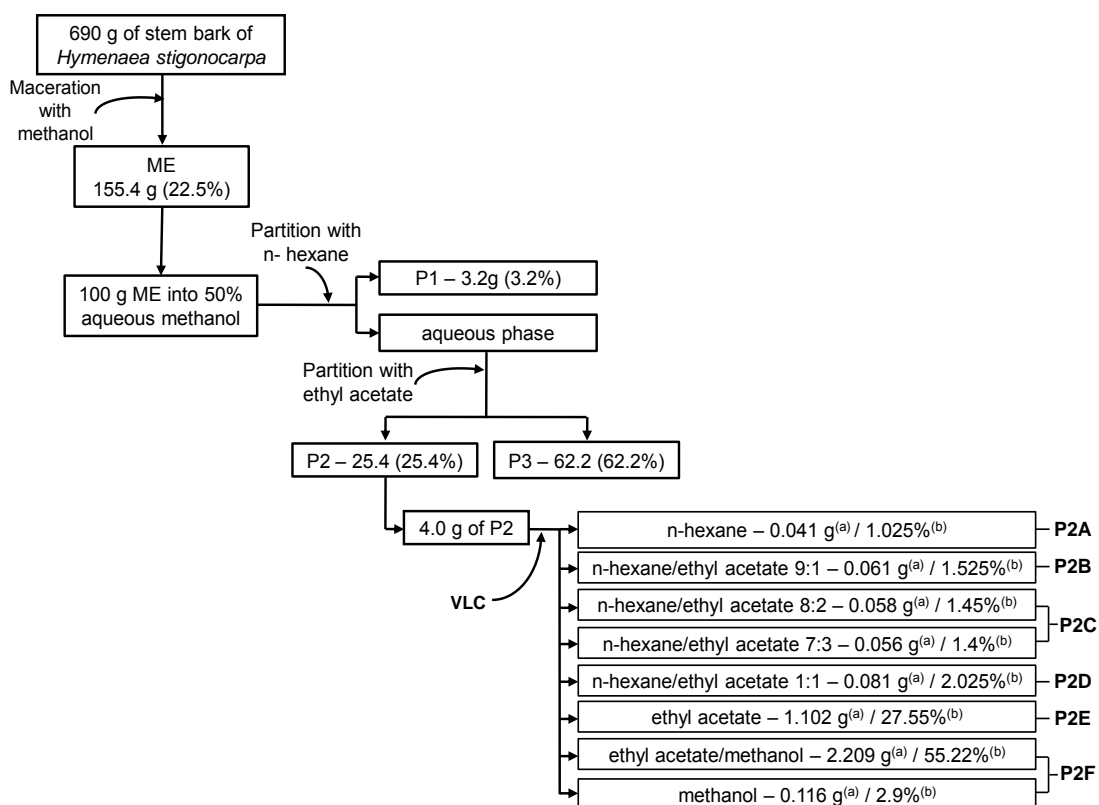 690 g of stem bark of
Hymenaea stigonocarpa
Maceration
with
methanol
ME
155.4 g (22.5%)
Partition with
n- hexane
100 g ME into 50%
aqueous methanol
P1 – 3.2g (3.2%)
aqueous phase
Partition with
ethyl acetate
P2 – 25.4 (25.4%)
P3 – 62.2 (62.2%)
4.0 g of P2
VLC
n-hexane – 0.041 g(a) / 1.025%(b)
P2A
n-hexane/ethyl acetate 9:1 – 0.061 g(a) / 1.525%(b)
P2B
n-hexane/ethyl acetate 8:2 – 0.058 g(a) / 1.45%(b)
n-hexane/ethyl acetate 7:3 – 0.056 g(a) / 1.4%(b)
P2C
n-hexane/ethyl acetate 1:1 – 0.081 g(a) / 2.025%(b)
P2D
ethyl acetate – 1.102 g(a) / 27.55%(b)
P2E
ethyl acetate/methanol – 2.209 g(a) / 55.22%(b)
methanol – 0.116 g(a) / 2.9%(b)
P2F